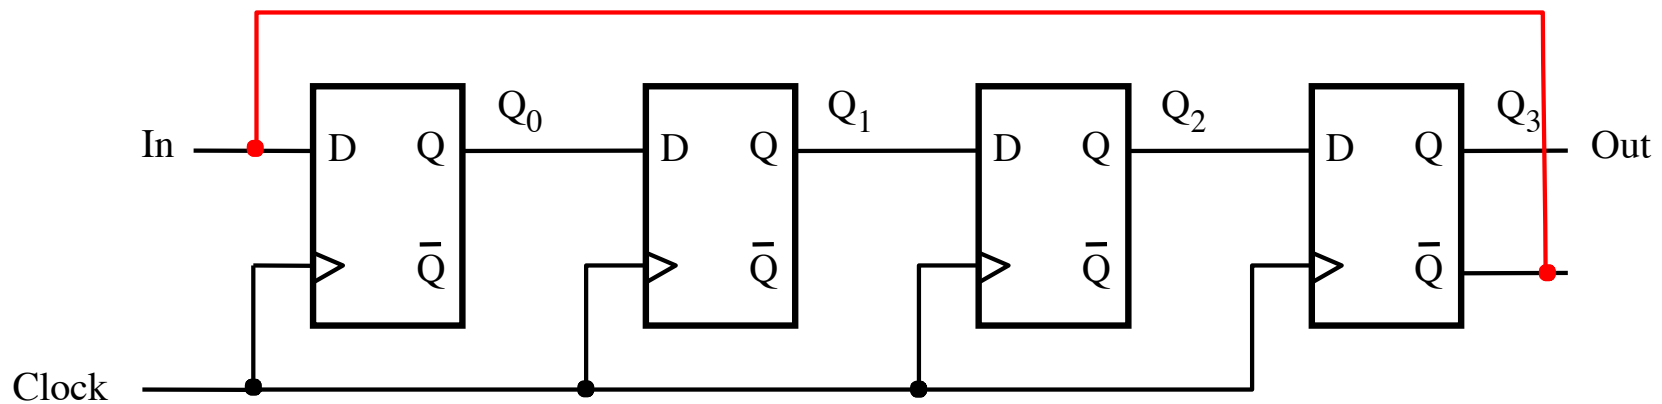 Q₀ Q₁ Q₂ Q₃
In D Q D Q D Q D Q Out
Q̅ Q̅ Q̅ Q̅
Clock